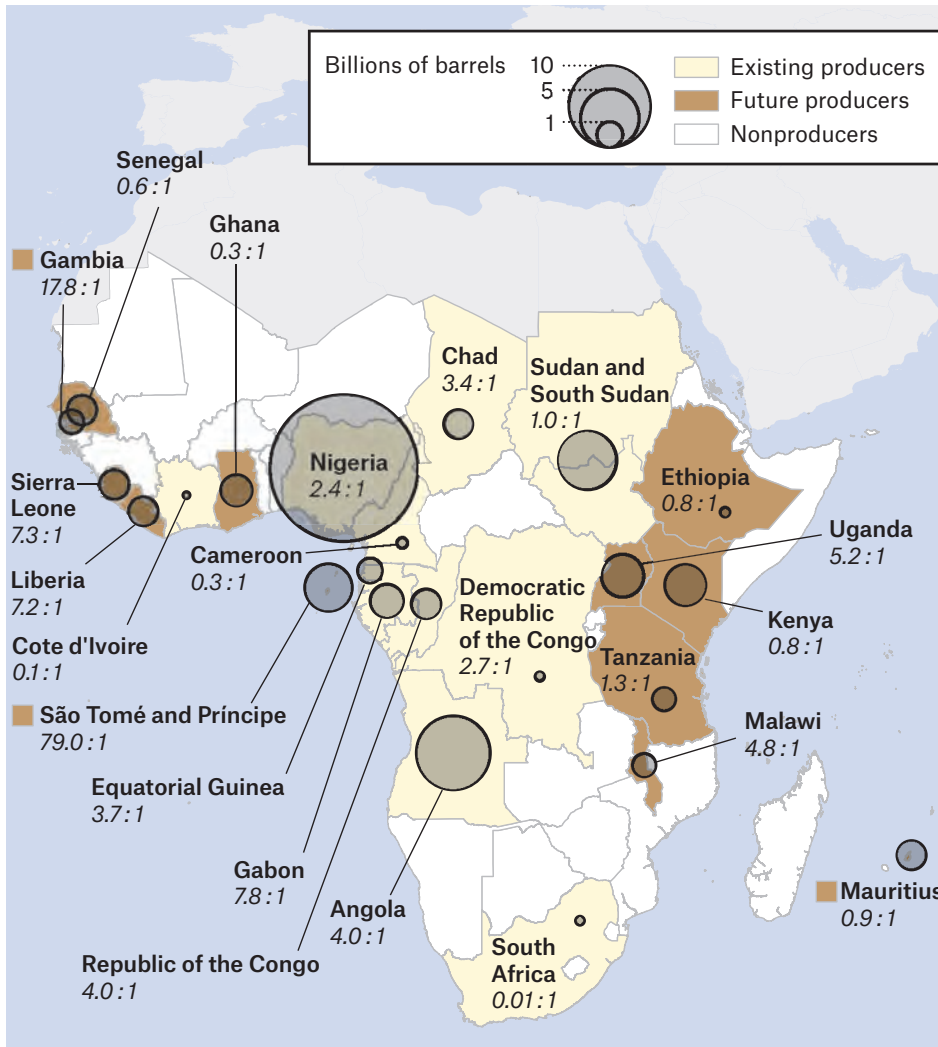 Billions of barrels
10
5
1
Existing producers
Future producers
Nonproducers
Senegal
0.6 : 1
Ghana
0.3 : 1
Gambia
17.8 : 1
Chad
3.4 : 1
Sudan and
South Sudan
1.0 : 1
Nigeria
2.4 : 1
Ethiopia
0.8 : 1
Sierra
Leone
7.3 : 1
Uganda
5.2 : 1
Cameroon
0.3 : 1
Liberia
7.2 : 1
Democratic
Republic
of the Congo
2.7 : 1
Kenya
0.8 : 1
Cote d'Ivoire
0.1 : 1
Tanzania
1.3 : 1
São Tomé and Príncipe
79.0 : 1
Malawi
4.8 : 1
Equatorial Guinea
3.7 : 1
Gabon
7.8 : 1
Angola
4.0 : 1
Mauritius
0.9 : 1
Republic of the Congo
4.0 : 1
South
Africa
0.01 : 1